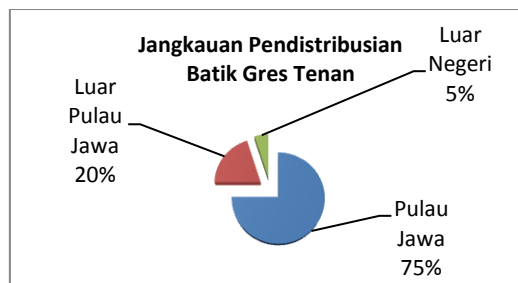 Jangkauan Pendistribusian
Batik Gres Tenan
Luar
Negeri
5%
Luar
Pulau
Jawa
20%
Pulau
Jawa
75%